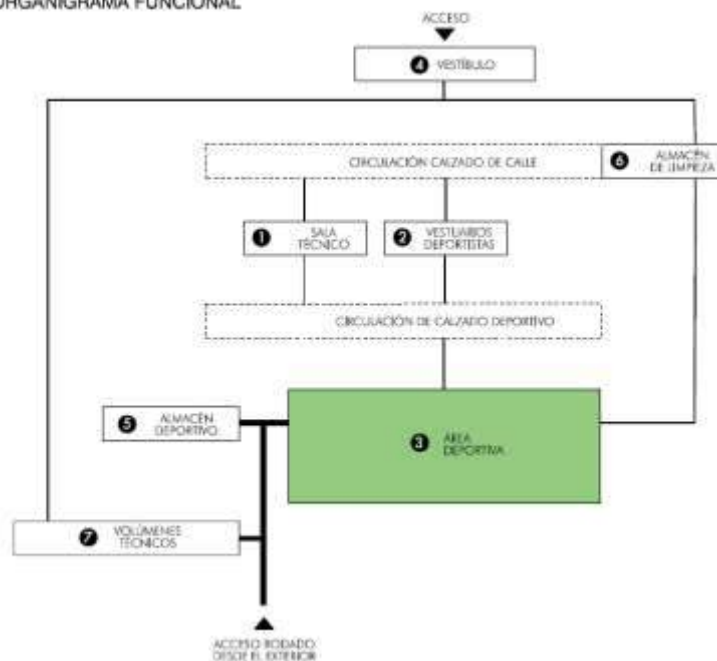 ORGANIGRAMA FUNCIONAL
ACCESO
4 VESTÍBULO
CIRCULACIÓN CALZADO DE CALLE
6 ALMACÉN
DE LIMPIEZA
1 SALA
TÉCNICO
2 VESTUARIOS
DEPORTISTAS
CIRCULACIÓN DE CALZADO DEPORTIVO
5 ALMACÉN
DEPORTIVO
3 ÁREA
DEPORTIVA
7 VOLÚMENES
TÉCNICOS
ACCESO RODADO
DESDE EL EXTERIOR